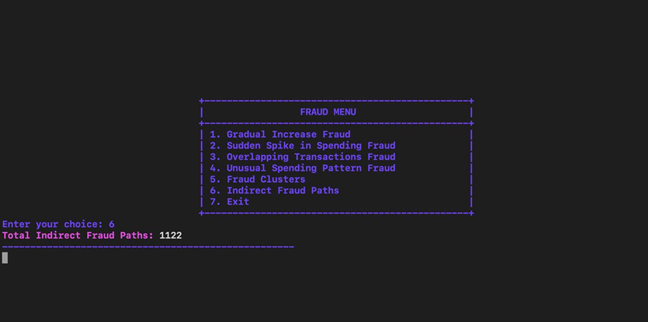 FRAUD MENU
1. Gradual Increase Fraud
2. Sudden Spike in Spending Fraud
3. Overlapping Transactions Fraud
4. Unusual Spending Pattern Fraud
5. Fraud Clusters
6. Indirect Fraud Paths
7. Exit
Enter your choice: 6
Total Indirect Fraud Paths: 1122